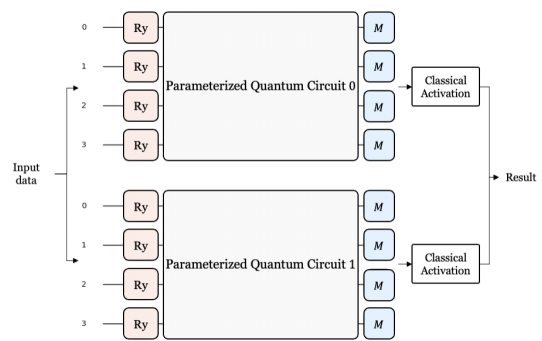 0 Ry M
1 Ry M
Parameterized Quantum Circuit 0
2 Ry M
3 Ry M
Classical
Activation
Input
data
Result
0 Ry M
1 Ry M
Parameterized Quantum Circuit 1
2 Ry M
3 Ry M
Classical
Activation